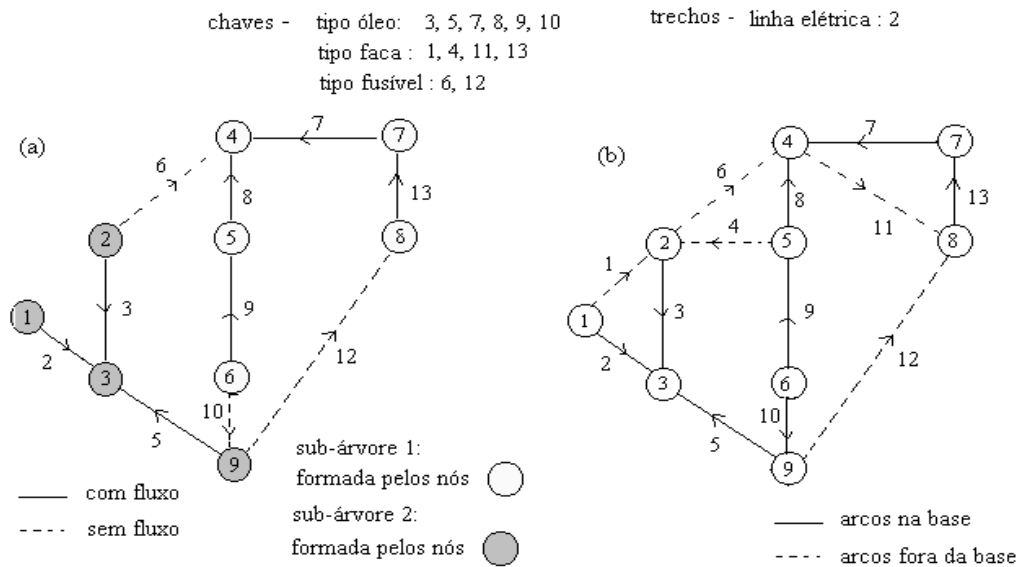 chaves - tipo óleo: 3, 5, 7, 8, 9, 10
tipo faca : 1, 4, 11, 13
tipo fusível : 6, 12
trechos - linha elétrica : 2
(a)
4
7
7
6
8
13
2
5
8
3
9
1
12
2
3
6
10
5
9
com fluxo
sem fluxo
sub-árvore 1:
formada pelos nós
sub-árvore 2:
formada pelos nós
(b)
4
7
7
6
8
13
11
2
4
5
8
1
3
9
1
12
2
3
6
10
5
9
arcos na base
arcos fora da base